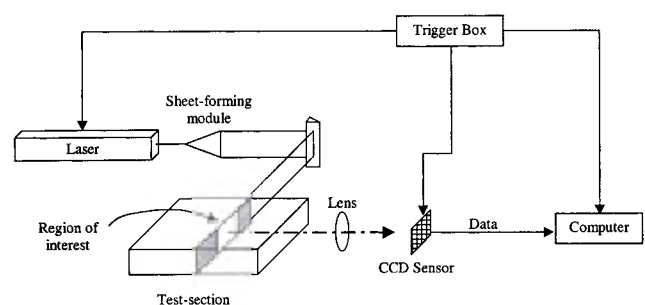 Trigger Box
Sheet-forming
module
Laser
Lens
Region of
interest
Data
Computer
CCD Sensor
Test-section